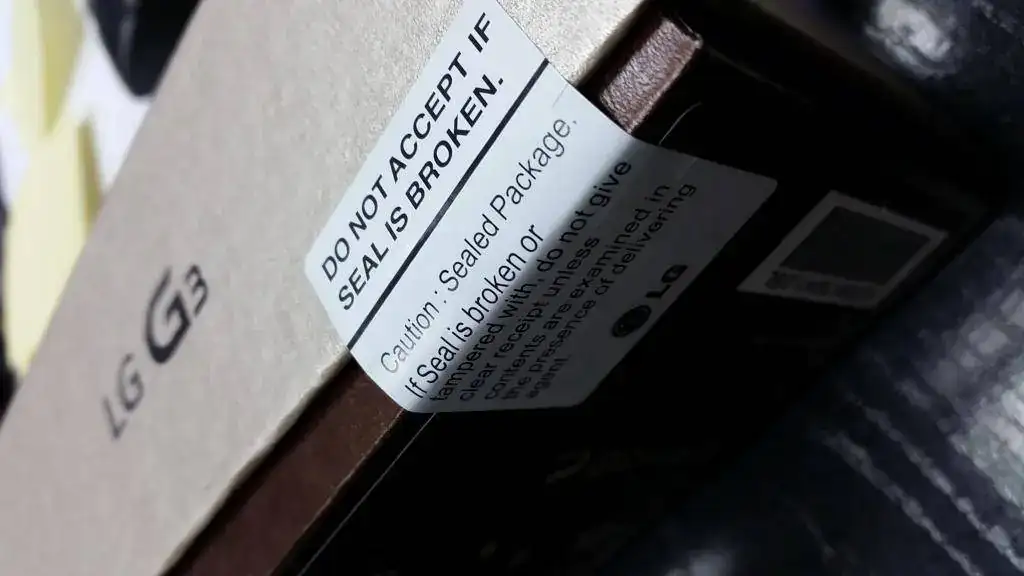 LG G3
DO NOT ACCEPT IF
SEAL IS BROKEN.
Caution : Sealed Package.
If Seal is broken or
tampered with, do not give
clear receipt unless
contents are examined in
the presence of delivering
agent
LG